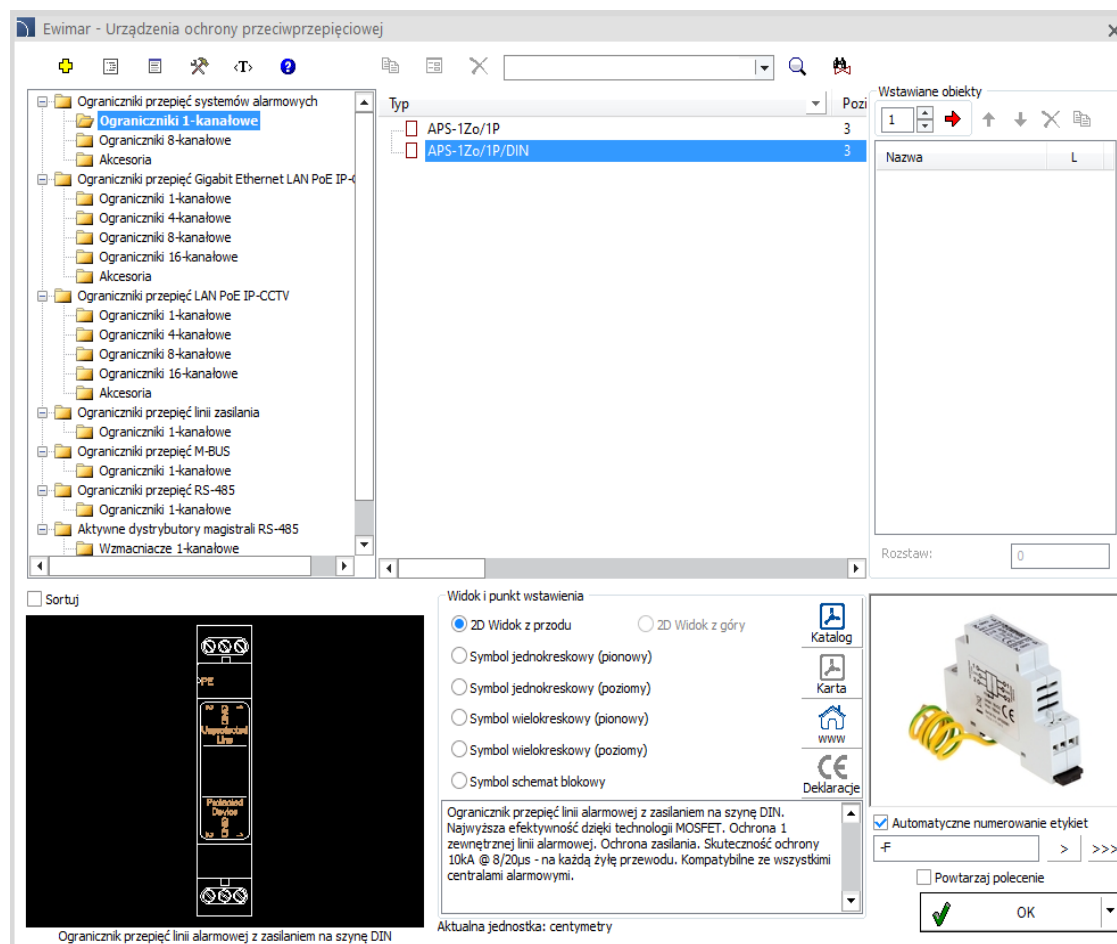 Ewimar - Urządzenia ochrony przeciwprzepięciowej
<T>
Ograniczniki przepięć systemów alarmowych
Ograniczniki 1-kanałowe
Ograniczniki 8-kanałowe
Akcesoria
Ograniczniki przepięć Gigabit Ethernet LAN PoE IP-
Ograniczniki 1-kanałowe
Ograniczniki 4-kanałowe
Ograniczniki 8-kanałowe
Ograniczniki 16-kanałowe
Akcesoria
Ograniczniki przepięć LAN PoE IP-CCTV
Ograniczniki 1-kanałowe
Ograniczniki 4-kanałowe
Ograniczniki 8-kanałowe
Ograniczniki 16-kanałowe
Akcesoria
Ograniczniki przepięć linii zasilania
Ograniczniki 1-kanałowe
Ograniczniki przepięć M-BUS
Ograniczniki 1-kanałowe
Ograniczniki przepięć RS-485
Ograniczniki 1-kanałowe
Aktywne dystrybutory magistrali RS-485
Wzmacniacze 1-kanałowe
Typ Pozi
APS-1Zo/1P 3
APS-1Zo/1P/DIN 3
Wstawiane obiekty
1
Nazwa L
Rozstaw: 0
Sortuj
PE
Unprotected
Line
Protected
Device
Ogranicznik przepięć linii alarmowej z zasilaniem na szynę DIN
Widok i punkt wstawienia
2D Widok z przodu 2D Widok z góry
Symbol jednokreskowy (pionowy)
Symbol jednokreskowy (poziomy)
Symbol wielokreskowy (pionowy)
Symbol wielokreskowy (poziomy)
Symbol schemat blokowy
Katalog
Karta
www
CE
Deklaracje
Ogranicznik przepięć linii alarmowej z zasilaniem na szynę DIN.
Najwyższa efektywność dzięki technologii MOSFET. Ochrona 1
zewnętrznej linii alarmowej. Ochrona zasilania. Skuteczność ochrony
10kA @ 8/20µs - na każdą żyłę przewodu. Kompatybilne ze wszystkimi
centralami alarmowymi.
Aktualna jednostka: centymetry
CE
Automatyczne numerowanie etykiet
-F > >>>
Powtarzaj polecenie
OK